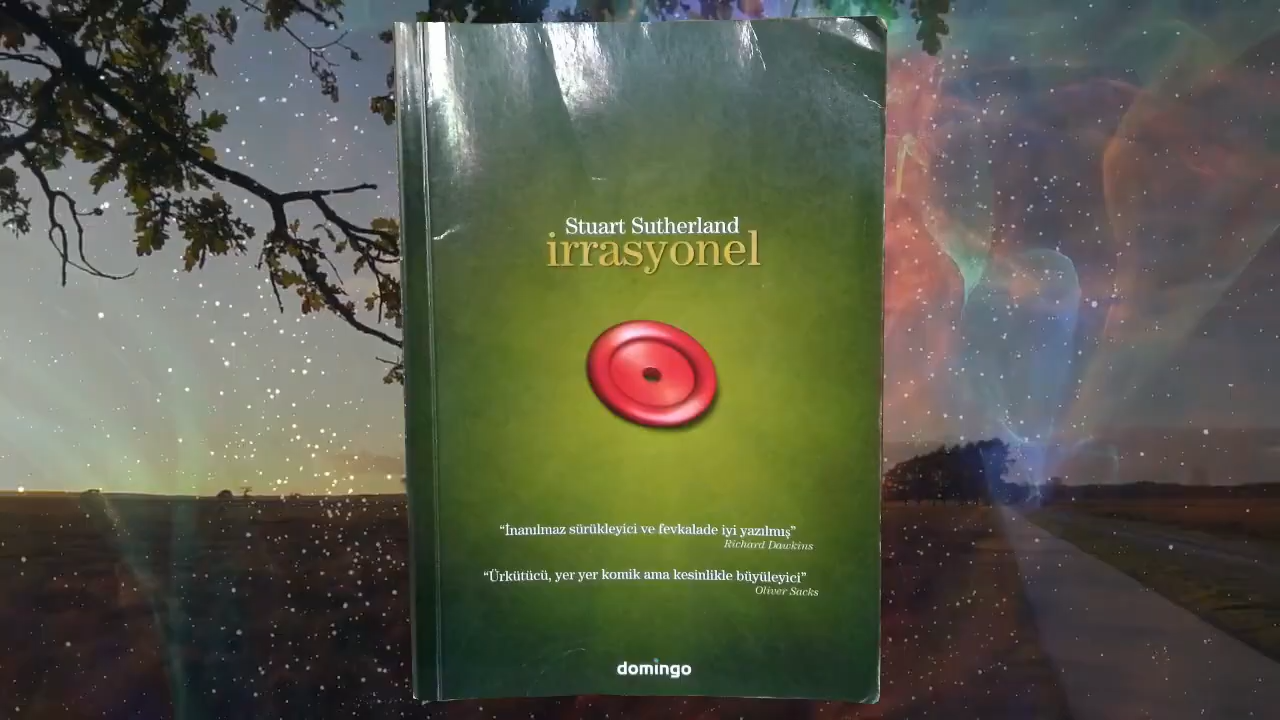 Stuart Sutherland
irrasyonel
“İnanılmaz sürükleyici ve fevkalade iyi yazılmış”
Richard Dawkins
“Ürkütücü, yer yer komik ama kesinlikle büyüleyici”
Oliver Sacks
domingo